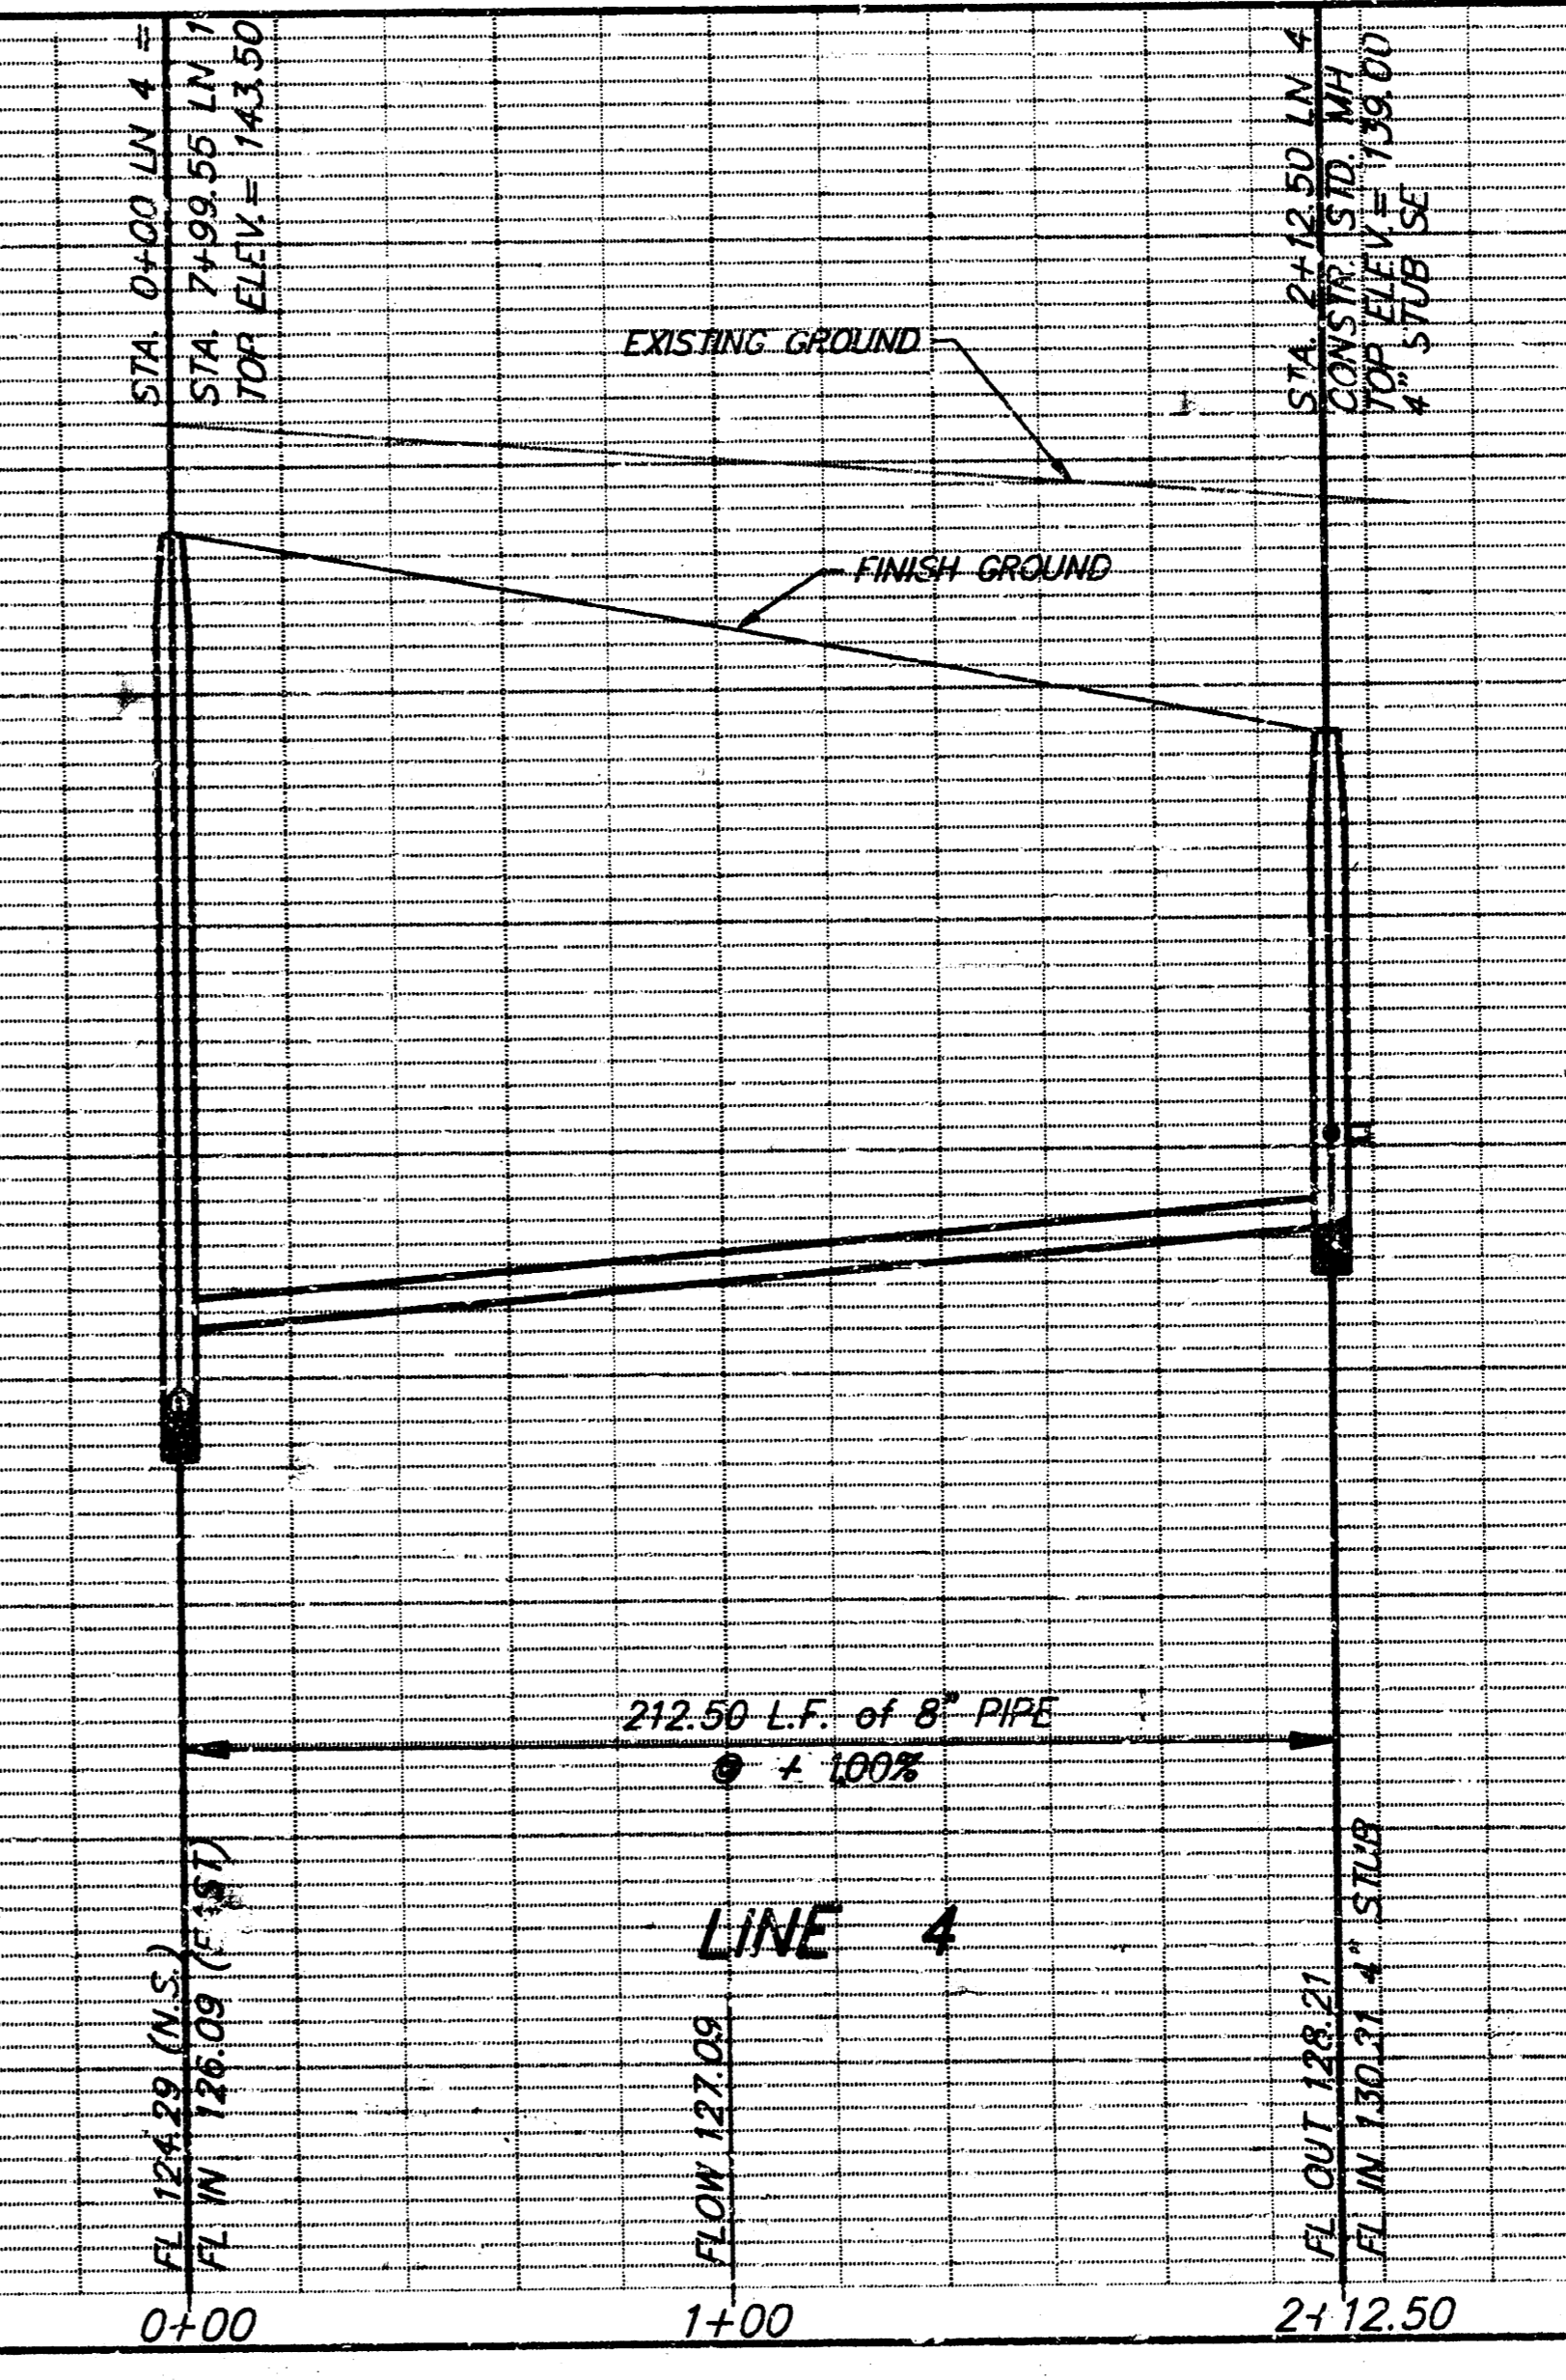 STA. 0+00 LN 4 =
STA. 7+99.55 LN 1
TOP ELEV. = 143.50
STA. 2+12.50 LN 4
CONSTR. STD. MH
TOP ELEV. = 139.00
4" STUB SE
EXISTING GROUND
FINISH GROUND
212.50 L.F. of 8" PIPE
@ + 1.00%
LINE 4
FL 124.29 (N.S.)
FL IN 126.09 (EAST)
FLOW 127.09
FL OUT 128.21
FL IN 130.21 4" STUB
0+00
1+00
2+12.50